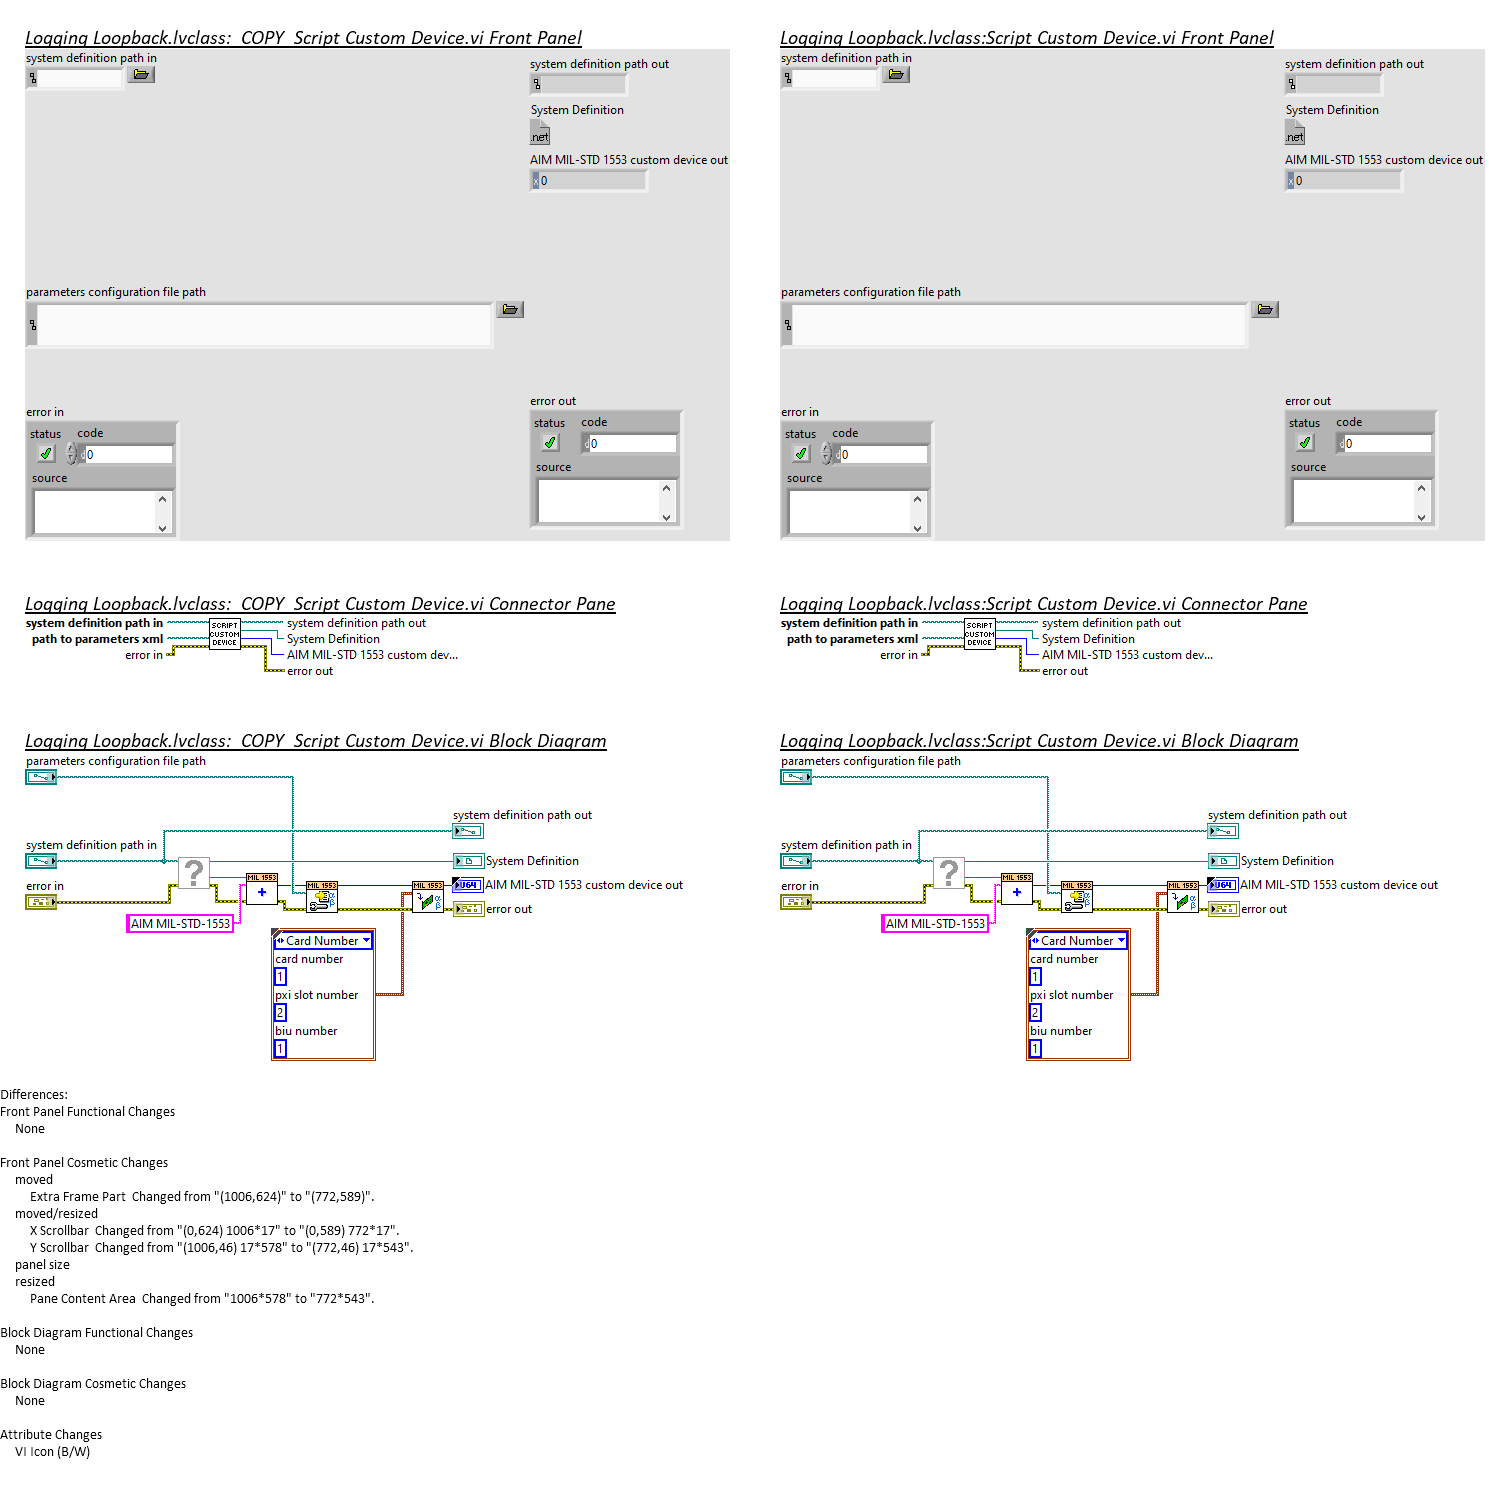 Logging Loopback.lvclass:_COPY_Script Custom Device.vi Front Panel
system definition path in
system definition path out
System Definition
.net
AIM MIL-STD 1553 custom device out
x 0
parameters configuration file path
error in
status code
d 0
source
error out
status code
d 0
source
Logging Loopback.lvclass:Script Custom Device.vi Front Panel
system definition path in
system definition path out
System Definition
.net
AIM MIL-STD 1553 custom device out
x 0
parameters configuration file path
error in
status code
d 0
source
error out
status code
d 0
source
Logging Loopback.lvclass:_COPY_Script Custom Device.vi Connector Pane
system definition path in
path to parameters xml
error in
SCRIPT
CUSTOM
DEVICE
system definition path out
System Definition
AIM MIL-STD 1553 custom dev...
error out
Logging Loopback.lvclass:Script Custom Device.vi Connector Pane
system definition path in
path to parameters xml
error in
SCRIPT
CUSTOM
DEVICE
system definition path out
System Definition
AIM MIL-STD 1553 custom dev...
error out
Logging Loopback.lvclass:_COPY_Script Custom Device.vi Block Diagram
parameters configuration file path
system definition path out
system definition path in
?
System Definition
MIL 1553
MIL 1553
MIL 1553
U64
AIM MIL-STD 1553 custom device out
error in
error out
AIM MIL-STD-1553
Card Number
card number
1
pxi slot number
2
biu number
1
Logging Loopback.lvclass:Script Custom Device.vi Block Diagram
parameters configuration file path
system definition path out
system definition path in
?
System Definition
MIL 1553
MIL 1553
MIL 1553
U64
AIM MIL-STD 1553 custom device out
error in
error out
AIM MIL-STD-1553
Card Number
card number
1
pxi slot number
2
biu number
1
Differences:
Front Panel Functional Changes
None
Front Panel Cosmetic Changes
moved
Extra Frame Part  Changed from "(1006,624)" to "(772,589)".
moved/resized
X Scrollbar  Changed from "(0,624) 1006*17" to "(0,589) 772*17".
Y Scrollbar  Changed from "(1006,46) 17*578" to "(772,46) 17*543".
panel size
resized
Pane Content Area  Changed from "1006*578" to "772*543".
Block Diagram Functional Changes
None
Block Diagram Cosmetic Changes
None
Attribute Changes
VI Icon (B/W)